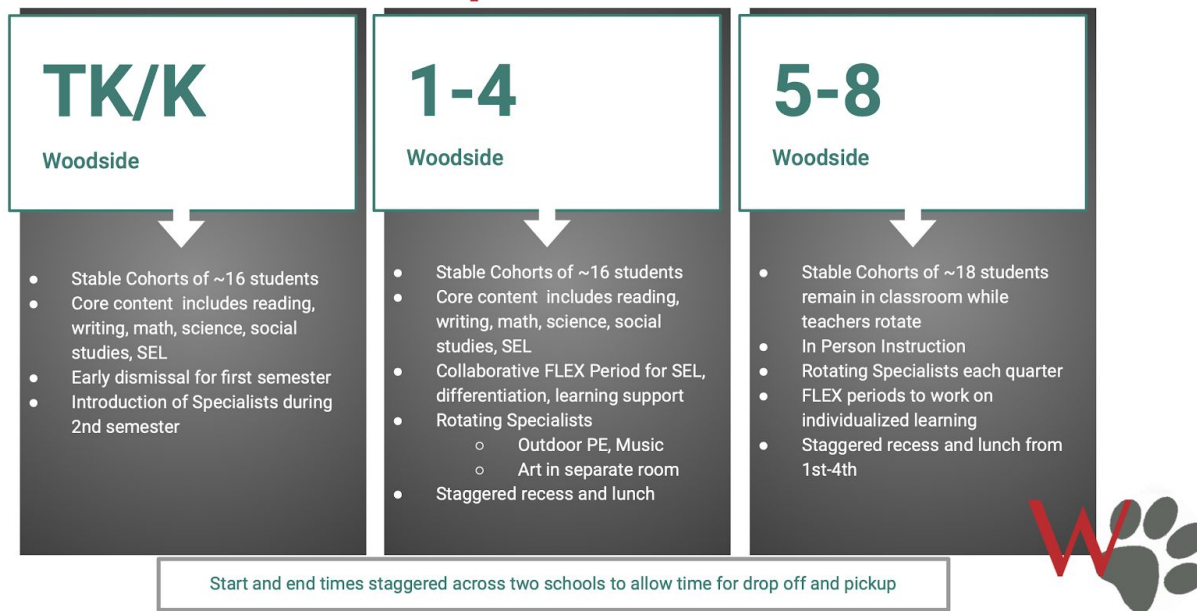 TK/K
Woodside
● Stable Cohorts of ~16 students
● Core content includes reading,
writing, math, science, social
studies, SEL
● Early dismissal for first semester
● Introduction of Specialists during
2nd semester
1-4
Woodside
● Stable Cohorts of ~16 students
● Core content includes reading,
writing, math, science, social
studies, SEL
● Collaborative FLEX Period for SEL,
differentiation, learning support
● Rotating Specialists
○ Outdoor PE, Music
○ Art in separate room
● Staggered recess and lunch
5-8
Woodside
● Stable Cohorts of ~18 students
remain in classroom while
teachers rotate
● In Person Instruction
● Rotating Specialists each quarter
● FLEX periods to work on
individualized learning
● Staggered recess and lunch from
1st-4th
W
Start and end times staggered across two schools to allow time for drop off and pickup